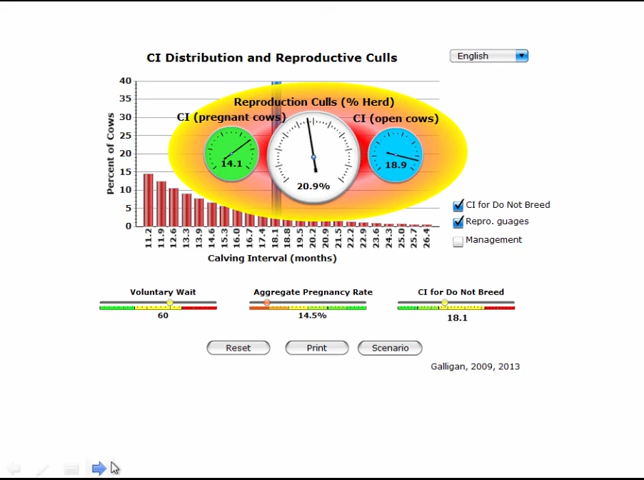 CI Distribution and Reproductive Culls
English
Reproduction Culls (% Herd)
CI (pregnant cows)
CI (open cows)
14.1
20.9%
18.9
Percent of Cows
40
35
30
25
20
15
10
5
0
11.2 11.9 12.6 13.3 13.9 14.6 15.3 16.0 16.7 17.4 18.1 18.8 19.5 20.2 20.9 21.5 22.2 22.9 23.6 24.3 25.0 25.7 26.4
Calving Interval (months)
CI for Do Not Breed
Repro. guages
Management
Voluntary Wait
60
Aggregate Pregnancy Rate
14.5%
CI for Do Not Breed
18.1
Reset
Print
Scenario
Galligan, 2009, 2013